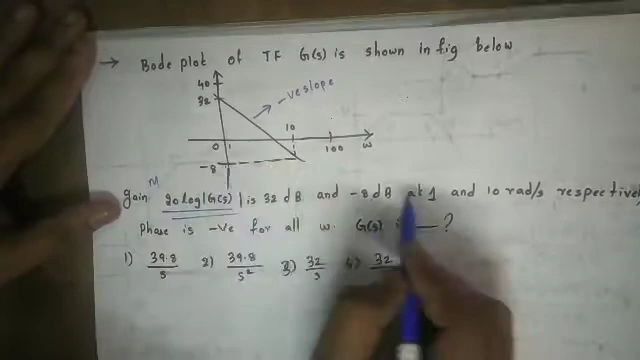 → Bode plot of TF G(s) is shown in fig below
40
32
→ -ve slope
0 1 10 100 w
-8
gain M 20 log|G(s)| is 32 dB and -8 dB at 1 and 10 rad/s respectively
Phase is -ve for all w. G(s) ?
1) 39.8/s 2) 39.8/s² 3) 32/s 4) 32